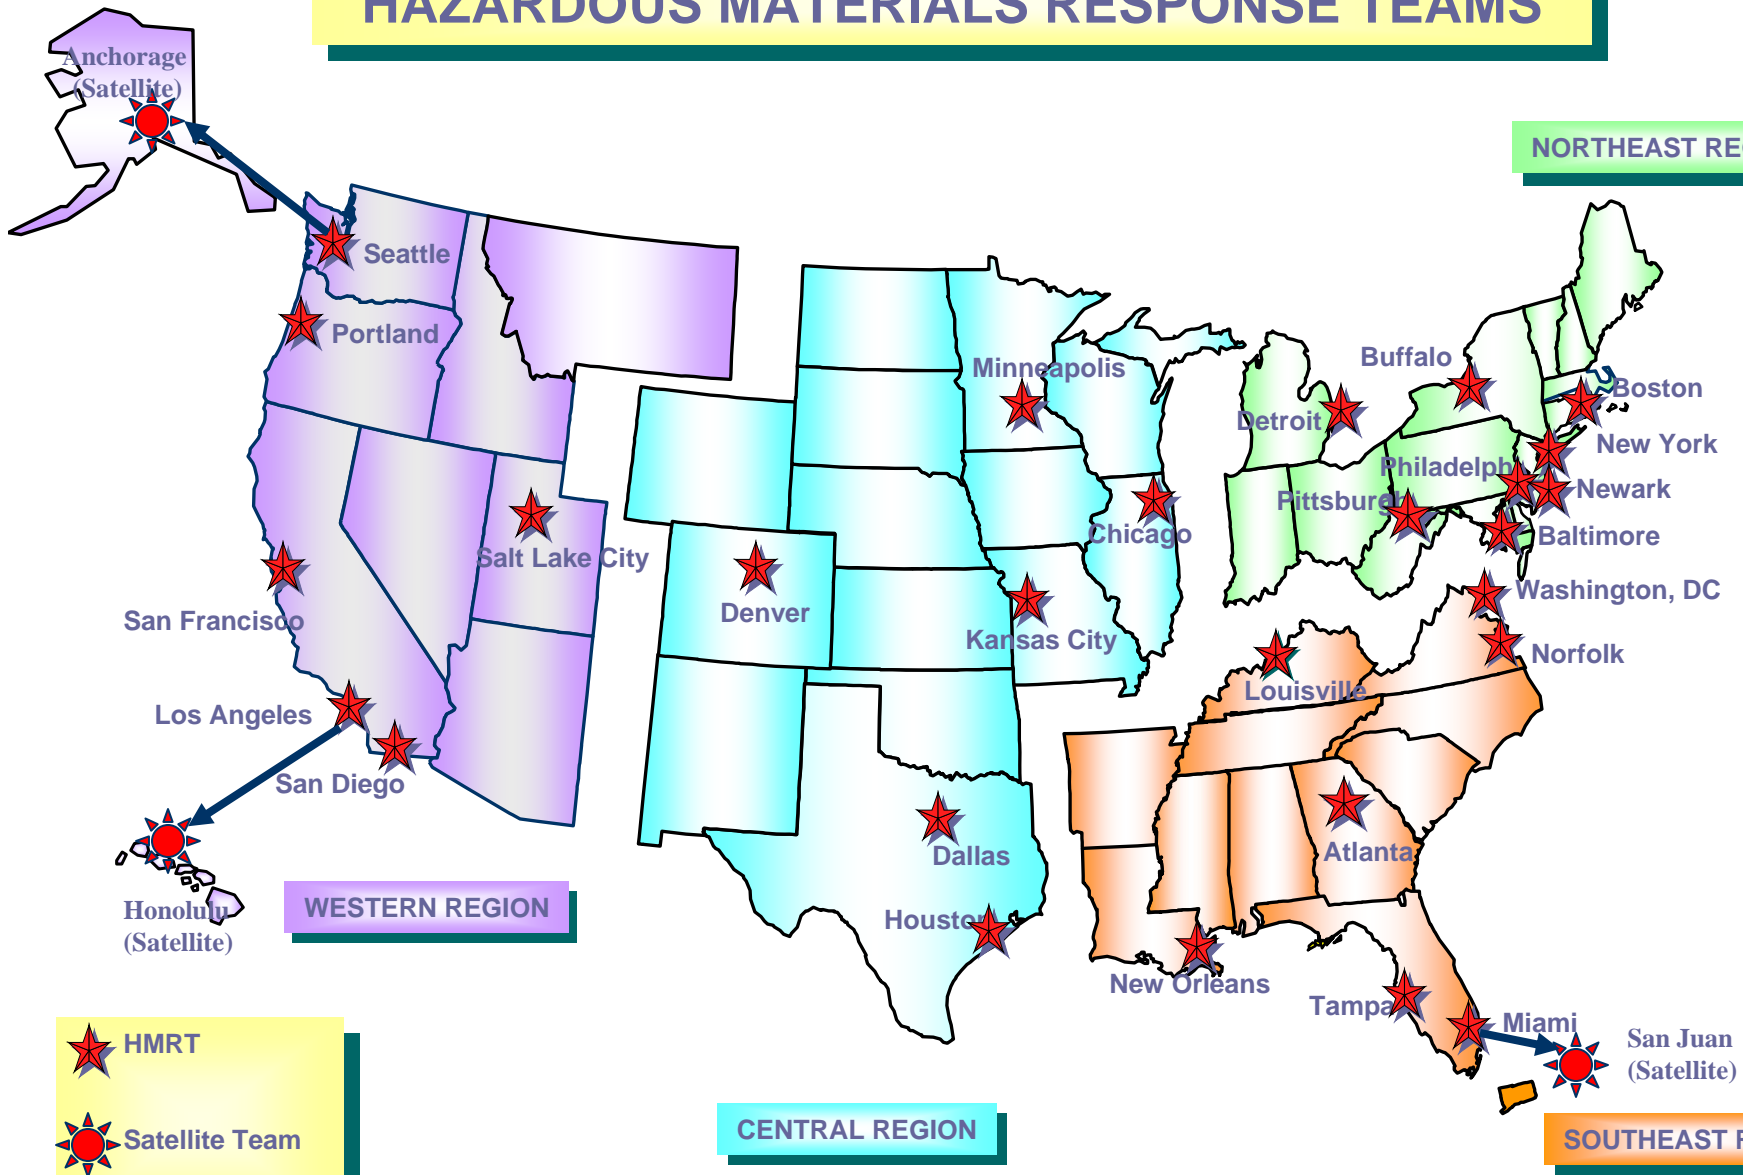 HAZARDOUS MATERIALS RESPONSE TEAMS
Anchorage
(Satellite)
NORTHEAST RE
Seattle
Portland
Minneapolis
Buffalo
Detroit
Boston
New York
Philadelph
Pittsburgh
Newark
Chicago
Baltimore
Salt Lake City
Washington, DC
Denver
San Francisco
Kansas City
Norfolk
Louisville
Los Angeles
San Diego
Dallas
Atlanta
Honolulu
(Satellite)
WESTERN REGION
Houston
New Orleans
Tampa
Miami
San Juan
(Satellite)
HMRT
Satellite Team
CENTRAL REGION
SOUTHEAST